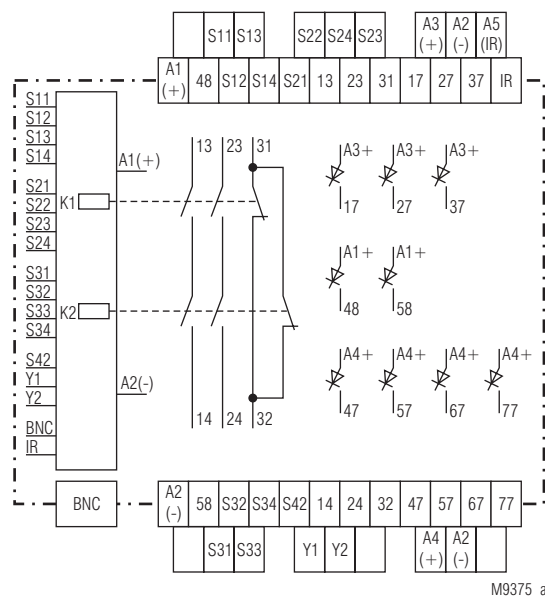 S11 S13 S22 S24 S23 A3 (+) A2 (-) A5 (IR)
A1 (+) 48 S12 S14 S21 13 23 31 17 27 37 IR
S11
S12
S13
S14
A1(+)
S21
K1
S22
S23
S24
S31
S32
S33
K2
S34
S42
Y1
A2(-)
Y2
BNC
IR
13 23 31
14 24 32
A3+ A3+ A3+
17 27 37
A1+ A1+
48 58
A4+ A4+ A4+ A4+
47 57 67 77
BNC
A2 (-) 58 S32 S34 S42 14 24 32 47 57 67 77
S31 S33 Y1 Y2 A4 (+) A2 (-)
M9375_a